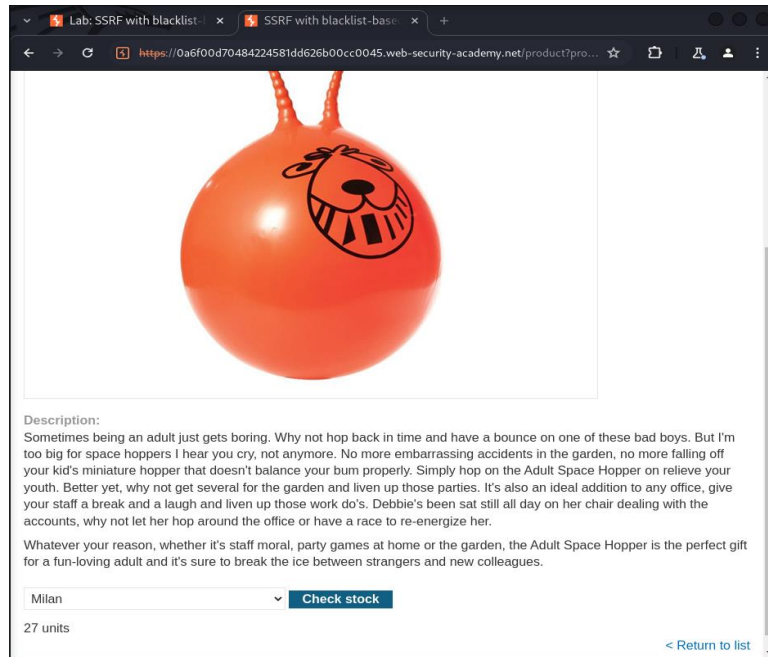 Lab: SSRF with blacklist-
SSRF with blacklist-base
https://0a6f00d70484224581dd626b00cc0045.web-security-academy.net/product?pro...
Description:
Sometimes being an adult just gets boring. Why not hop back in time and have a bounce on one of these bad boys. But I'm
too big for space hoppers I hear you cry, not anymore. No more embarrassing accidents in the garden, no more falling off
your kid's miniature hopper that doesn't balance your bum properly. Simply hop on the Adult Space Hopper on relieve your
youth. Better yet, why not get several for the garden and liven up those parties. It's also an ideal addition to any office, give
your staff a break and a laugh and liven up those work do's. Debbie's been sat still all day on her chair dealing with the
accounts, why not let her hop around the office or have a race to re-energize her.
Whatever your reason, whether it's staff moral, party games at home or the garden, the Adult Space Hopper is the perfect gift
for a fun-loving adult and it's sure to break the ice between strangers and new colleagues.
Milan
Check stock
27 units
< Return to list